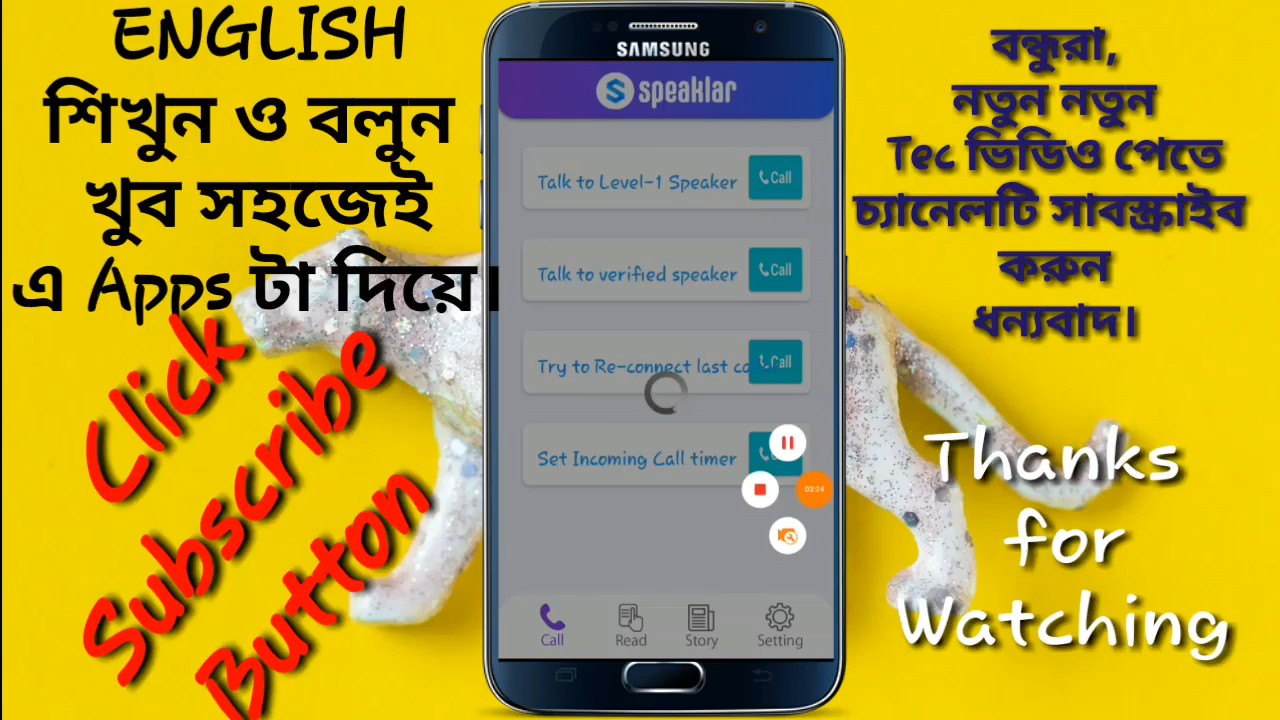 ENGLISH
শিখুন ও বলুন
খুব সহজেই
এ Apps টা দিয়ে।
Click
Subscribe
Button
SAMSUNG
speaklar
Talk to Level-1 Speaker
Call
Talk to verified speaker
Call
Try to Re-connect last
Call
Set Incoming Call timer
03:24
Call
Read
Story
Setting
বন্ধুরা,
নতুন নতুন
Tec ভিডিও পেতে
চ্যানেলটি সাবস্ক্রাইব
করুন
ধন্যবাদ।
Thanks
for
Watching